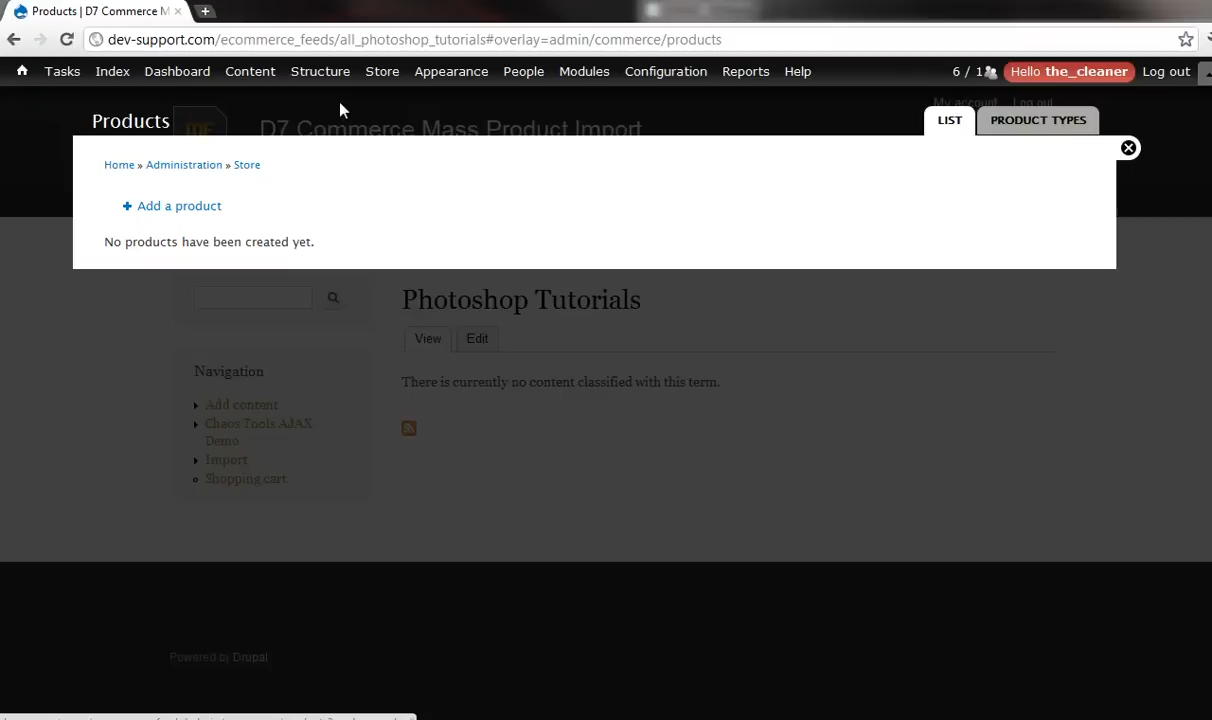 Products | D7 Commerce M
dev-support.com/ecommerce_feeds/all_photoshop_tutorials#overlay=admin/commerce/products
Tasks Index Dashboard Content Structure Store Appearance People Modules Configuration Reports Help 6 / 1 Hello the_cleaner Log out
My account Log out
Products
D7 Commerce Mass Product Import
LIST PRODUCT TYPES
Home » Administration » Store
Add a product
No products have been created yet.
Photoshop Tutorials
View Edit
Navigation
There is currently no content classified with this term.
Add content
Chaos Tools AJAX
Demo
Import
Shopping cart
Powered by Drupal